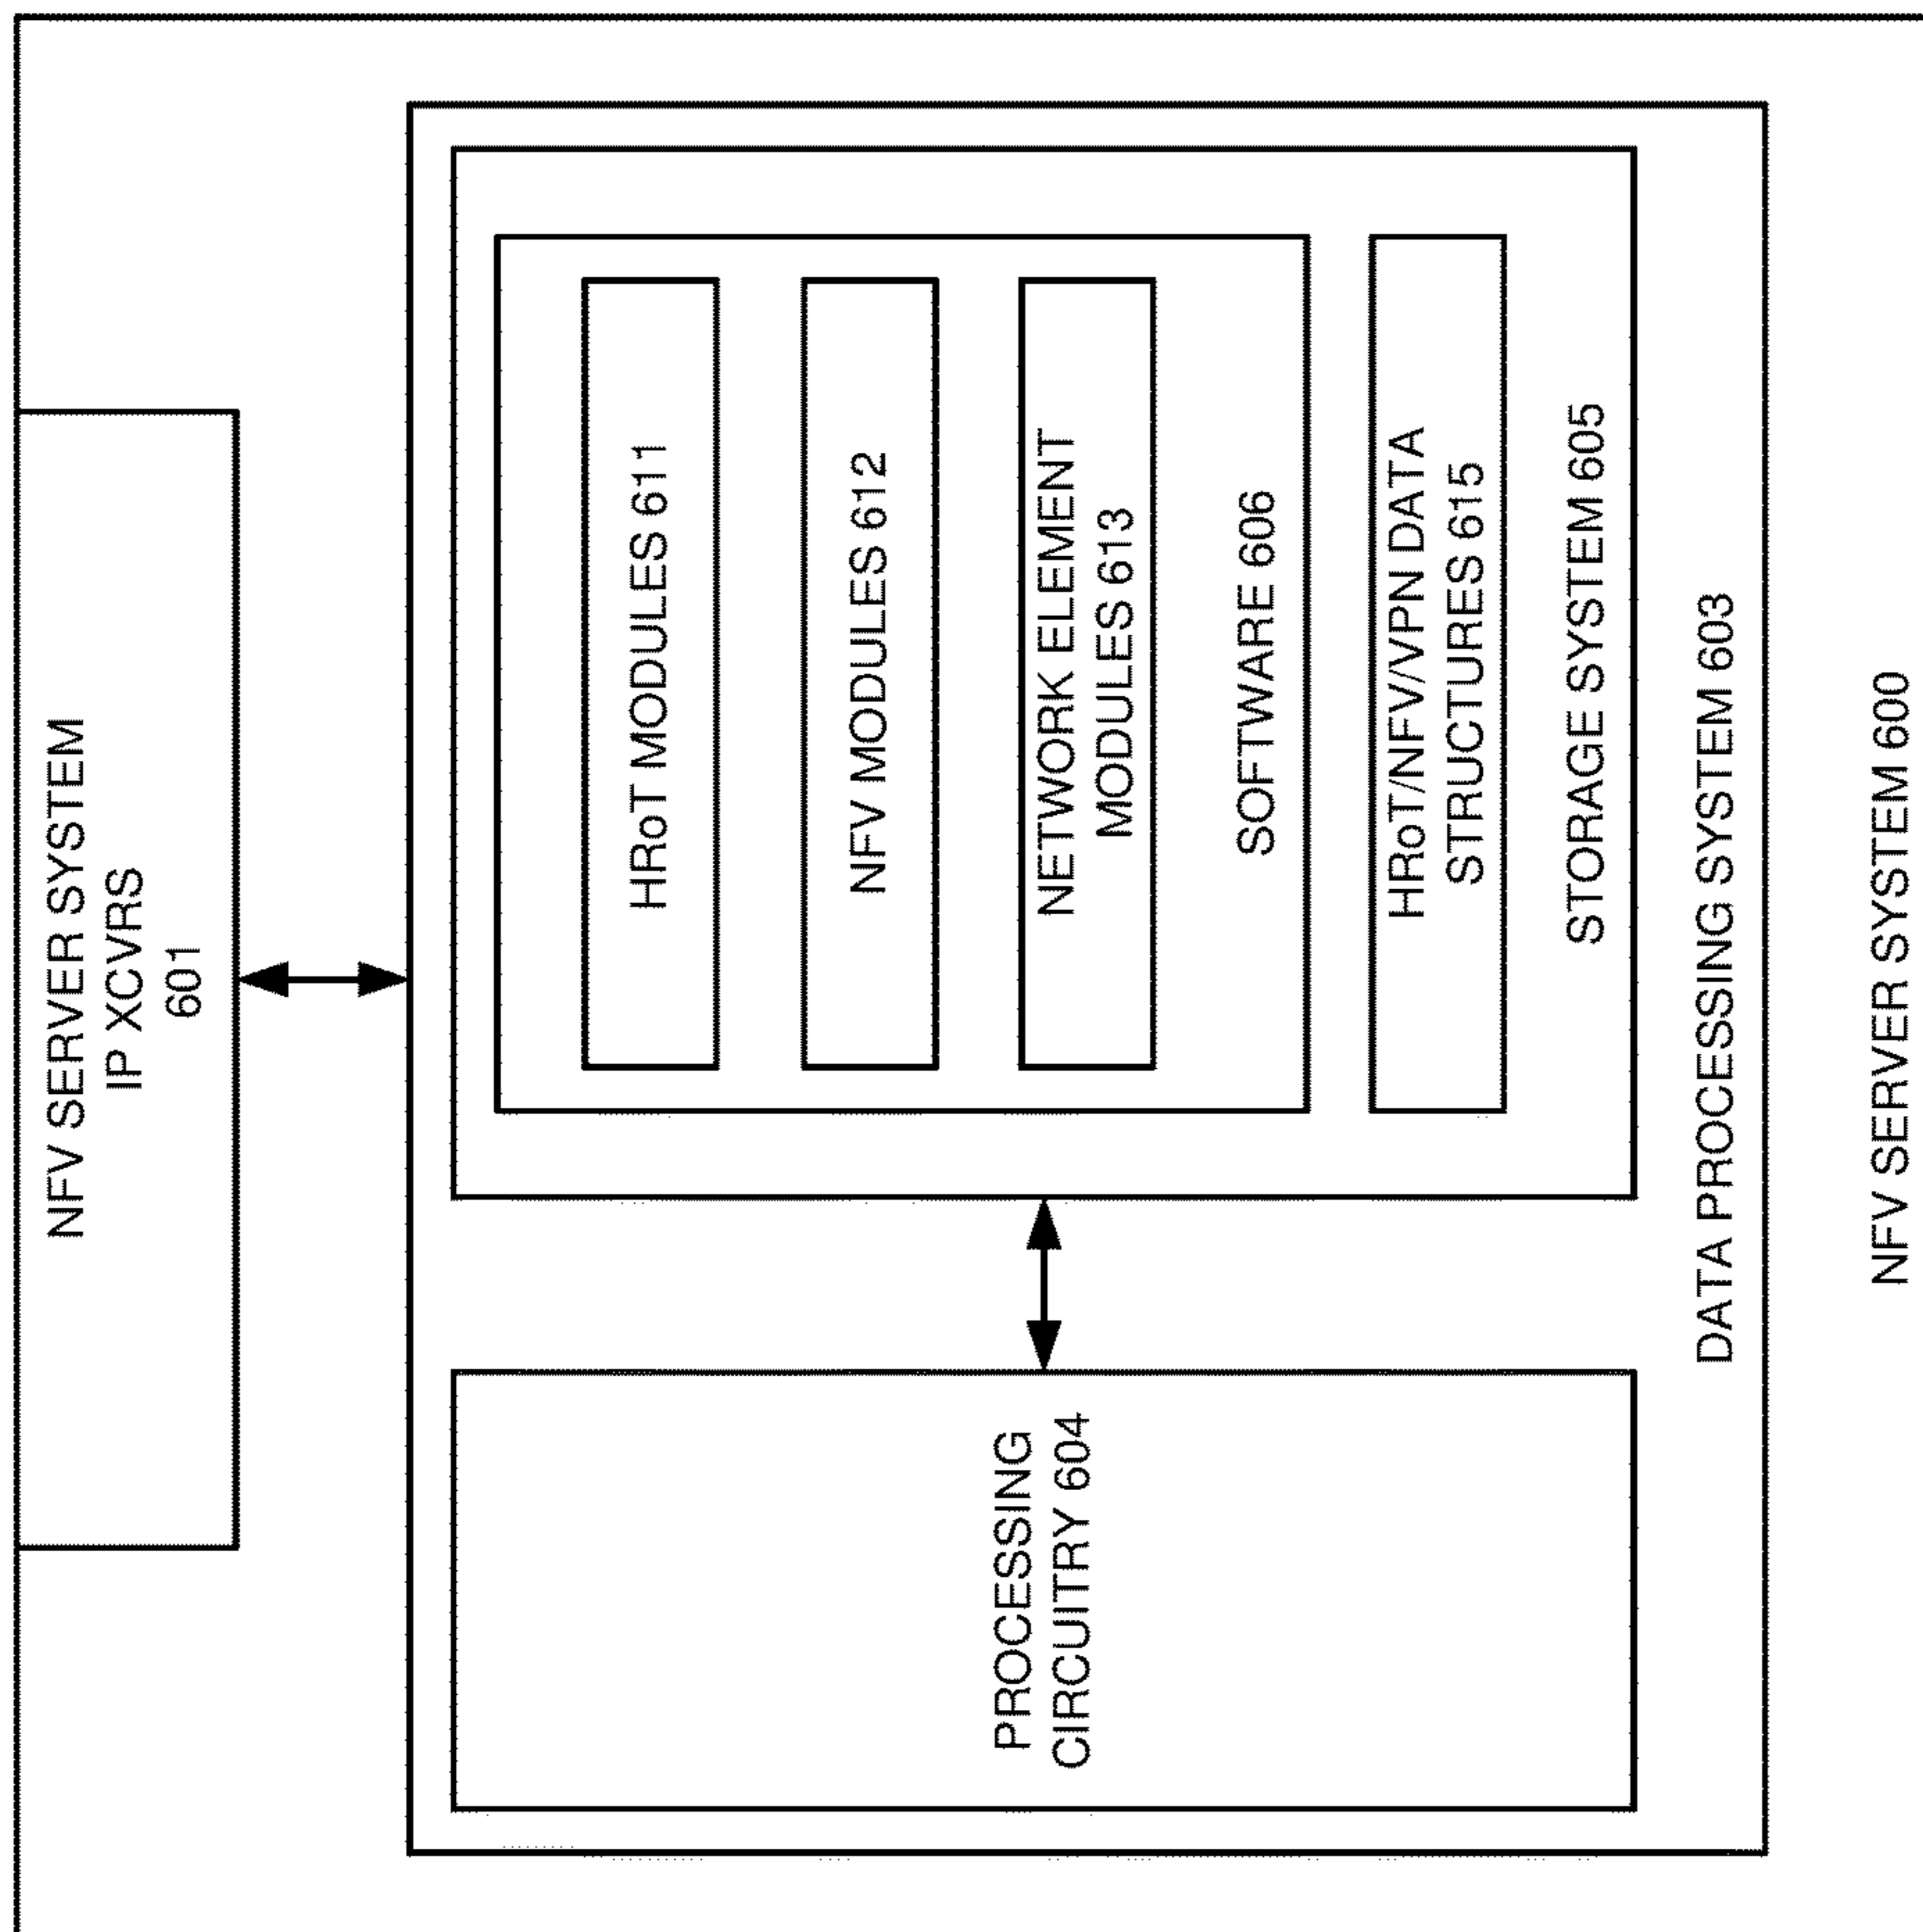 NFV SERVER SYSTEM
IP XCVRS
601
PROCESSING
CIRCUITRY 604
HRoT MODULES 611
NFV MODULES 612
NETWORK ELEMENT
MODULES 613
SOFTWARE 606
HRoT/NFV/VPN DATA
STRUCTURES 615
STORAGE SYSTEM 605
DATA PROCESSING SYSTEM 603
NFV SERVER SYSTEM 600